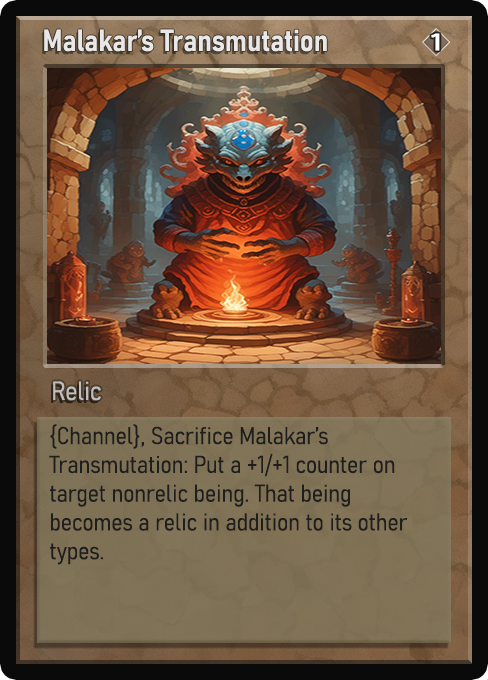 Malakar's Transmutation 1
Relic
{Channel}, Sacrifice Malakar's
Transmutation: Put a +1/+1 counter on
target nonrelic being. That being
becomes a relic in addition to its other
types.